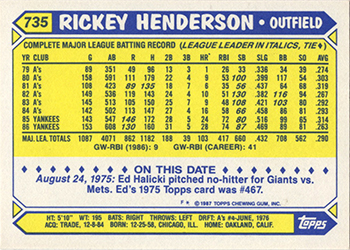 735 RICKEY HENDERSON • OUTFIELD
COMPLETE MAJOR LEAGUE BATTING RECORD (LEAGUE LEADER IN ITALICS, TIE ♦)
YR CLUB G AB R H 2B 3B HR RBI SB SLG BB SO AVG
79 A'S 89 351 49 96 13 3 1 26 33 .336 34 39 .274
80 A'S 158 591 111 179 22 4 9 53 100 .399 117 54 .303
81 A'S 108 423 89 135 18 7 6 35 56 .437 64 68 .319
82 A'S 149 536 119 143 24 4 10 51 130 .382 116 94 .267
83 A'S 145 513 105 150 25 7 9 48 108 .421 103 80 .292
84 A'S 142 502 113 147 27 4 16 58 66 .458 86 81 .293
85 YANKEES 143 547 146 172 28 5 24 72 80 .516 99 65 .314
86 YANKEES 153 608 130 160 31 5 28 74 87 .469 89 81 .263
MAJ. LEA. TOTALS 1087 4071 862 1182 188 39 103 417 660 .432 708 562 .290
GW-RBI (1986): 9 GW-RBI (CAREER): 41
ON THIS DATE
August 24, 1975: Ed Halicki pitched no-hitter for Giants vs.
Mets. Ed's 1975 Topps card was #467.
© 1987 TOPPS CHEWING GUM, INC.
HT: 5'10" WT: 195 BATS: RIGHT THROWS: LEFT DRFT: A'S #4-JUNE, 1976
ACQ: TRADE, 12-8-84 BORN: 12-25-58, CHICAGO, ILL. HOME: OAKLAND, CALIF.
Topps